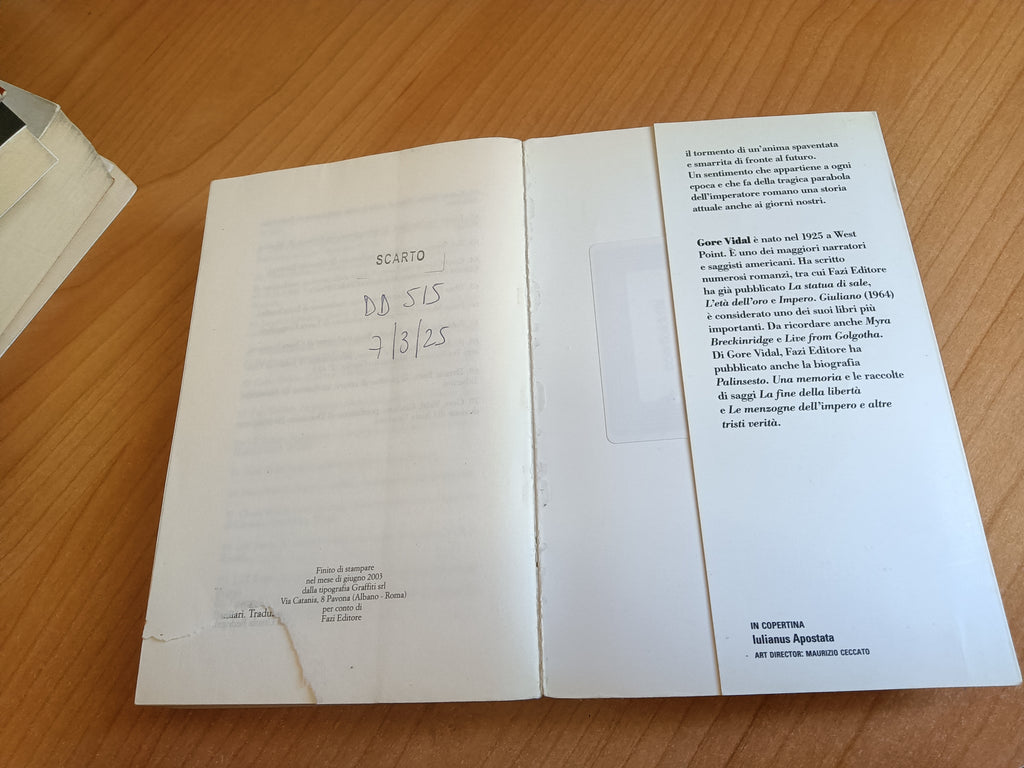 SCARTO
DD 515
7/3/25
Finito di stampare
nel mese di giugno 2003
dalla tipografia Graffiti srl
Via Catania, 8 Pavona (Albano - Roma)
per conto di
Fazi Editore
il tormento di un'anima spaventata
e smarrita di fronte al futuro.
Un sentimento che appartiene a ogni
epoca e che fa della tragica parabola
dell'imperatore romano una storia
attuale anche ai giorni nostri.
Gore Vidal è nato nel 1925 a West
Point. È uno dei maggiori narratori
e saggisti americani. Ha scritto
numerosi romanzi, tra cui Fazi Editore
ha già pubblicato La statua di sale,
L'età dell'oro e Impero. Giuliano (1964)
è considerato uno dei suoi libri più
importanti. Da ricordare anche Myra
Breckinridge e Live from Golgotha.
Di Gore Vidal, Fazi Editore ha
pubblicato anche la biografia
Palinsesto. Una memoria e le raccolte
di saggi La fine della libertà
e Le menzogne dell'impero e altre
tristi verità.
IN COPERTINA
Iulianus Apostata
ART DIRECTOR: MAURIZIO CECCATO